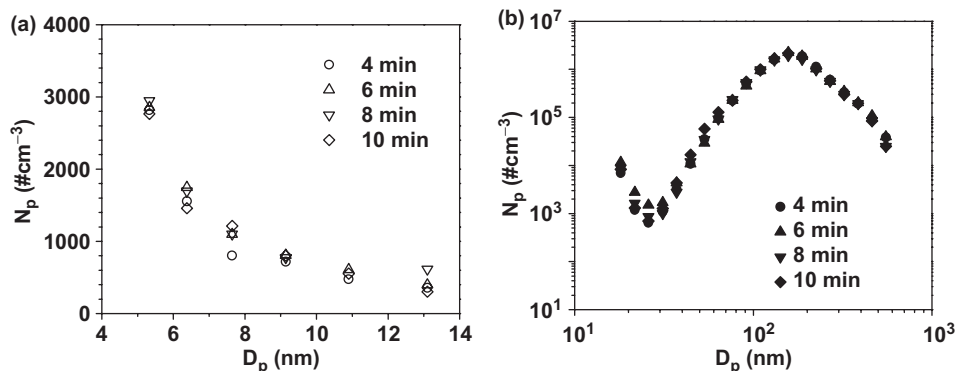 (a)
4000
3000
2000
1000
0
N_p (#cm⁻³)
4 6 8 10 12 14
D_p (nm)
4 min
6 min
8 min
10 min
(b)
10⁷
10⁵
10³
10¹
N_p (#cm⁻³)
10¹ 10² 10³
D_p (nm)
4 min
6 min
8 min
10 min